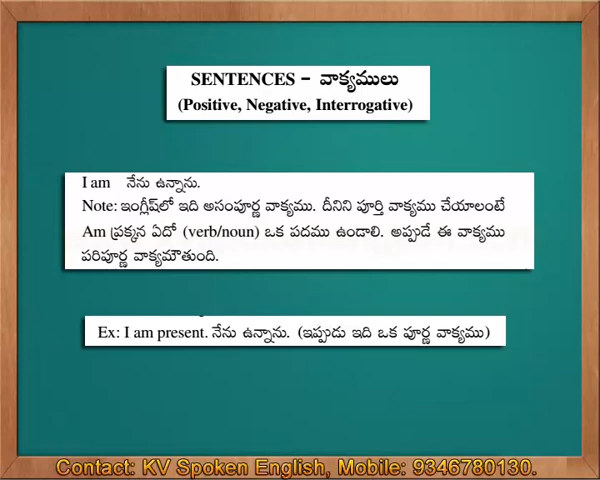 SENTENCES - వాక్యములు
(Positive, Negative, Interrogative)
I am నేను ఉన్నాను.
Note: ఇంగ్లీష్‌లో ఇది అసంపూర్ణ వాక్యము. దీనిని పూర్తి వాక్యము చేయాలంటే
Am ప్రక్కన ఏదో (verb/noun) ఒక పదము ఉండాలి. అప్పుడే ఈ వాక్యము
పరిపూర్ణ వాక్యమౌతుంది.
Ex: I am present. నేను ఉన్నాను. (ఇప్పుడు ఇది ఒక పూర్ణ వాక్యము)
Contact: KV Spoken English, Mobile: 9346780130.